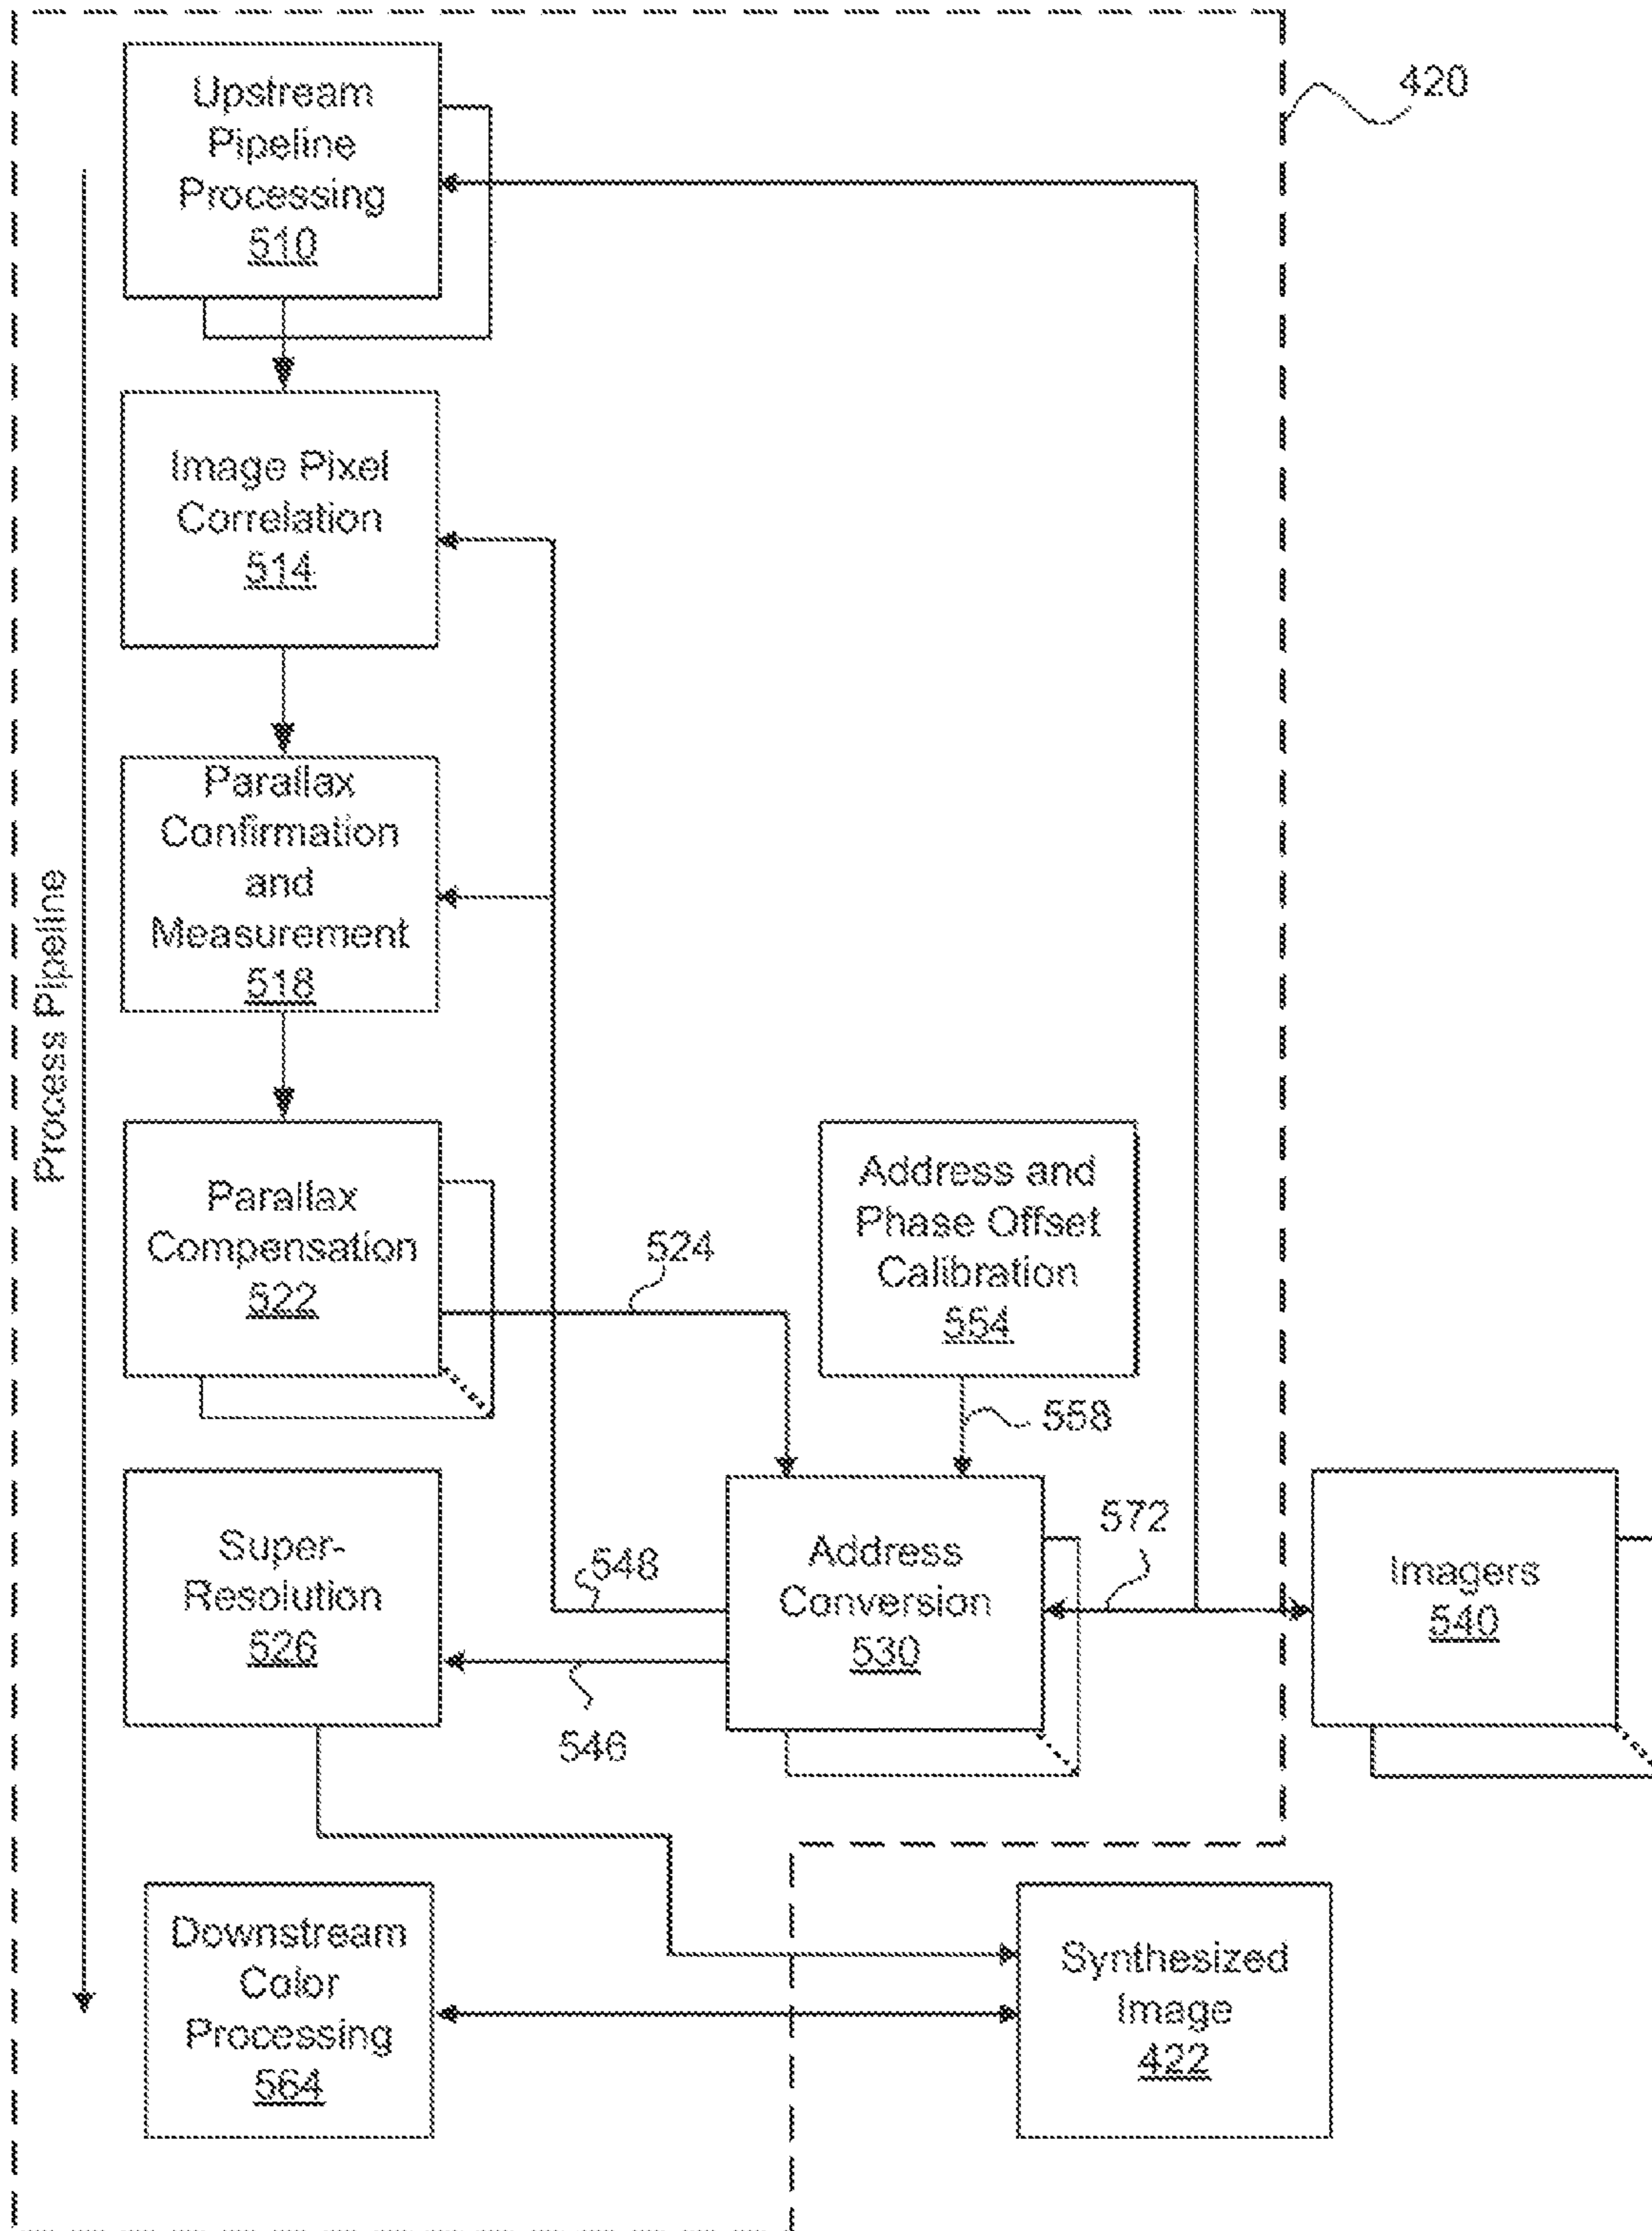 420
Upstream
Pipeline
Processing
510
Image Pixel
Correlation
514
Parallax
Confirmation
and
Measurement
518
Process Pipeline
Parallax
Compensation
522
524
Address and
Phase Offset
Calibration
554
558
Super-
Resolution
526
548
546
Address
Conversion
530
572
Imagers
540
Downstream
Color
Processing
564
Synthesized
Image
422